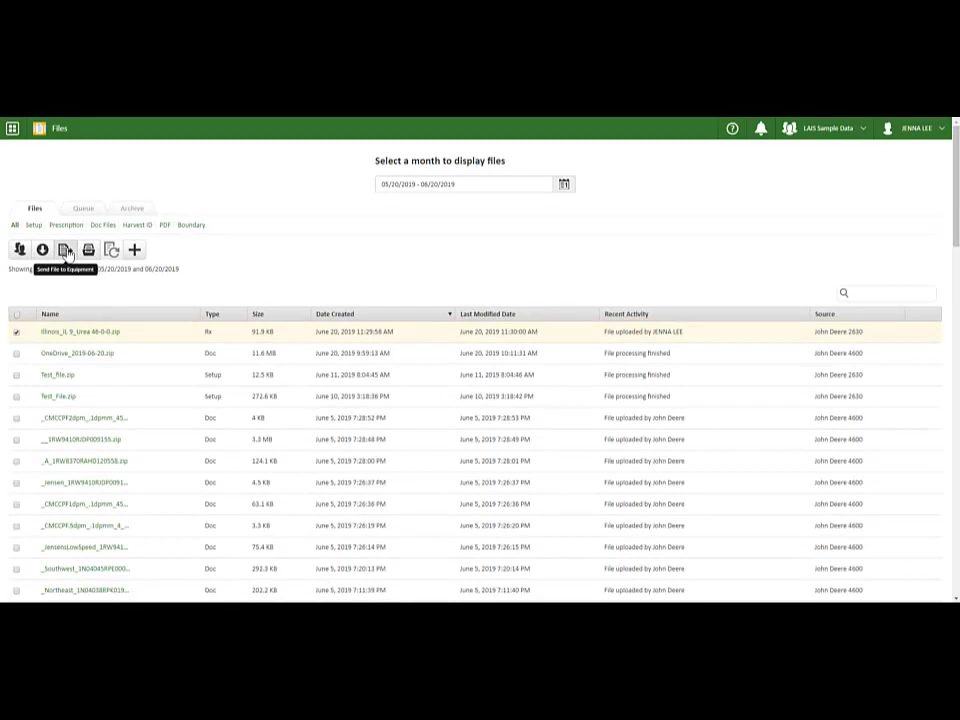 Files
LAIS Sample Data
JENNA LEE
Select a month to display files
05/20/2019 - 06/20/2019
Files Queue Archive
All Setup Prescription Doc Files Harvest ID PDF Boundary
Showing 05/20/2019 and 06/20/2019
Send File to Equipment
Name Type Size Date Created Last Modified Date Recent Activity Source
Illinois_IL 9_Urea 46-0-0.zip Rx 91.9 KB June 20, 2019 11:29:58 AM June 20, 2019 11:30:00 AM File uploaded by JENNA LEE John Deere 2630
OneDrive_2019-06-20.zip Doc 11.6 MB June 20, 2019 9:59:13 AM June 20, 2019 10:11:31 AM File processing finished John Deere 4600
Test_file.zip Setup 12.5 KB June 11, 2019 8:04:45 AM June 11, 2019 8:04:46 AM File processing finished John Deere 2630
Test_File.zip Setup 272.6 KB June 10, 2019 3:18:36 PM June 10, 2019 3:18:42 PM File processing finished John Deere 2630
_CMCCPF2dpm_.1dpmm_45... Doc 4 KB June 5, 2019 7:28:52 PM June 5, 2019 7:28:53 PM File uploaded by John Deere John Deere 4600
__1RW9410RJDP009155.zip Doc 3.3 MB June 5, 2019 7:28:48 PM June 5, 2019 7:28:49 PM File uploaded by John Deere John Deere 4600
_A_1RW8370RAHD120558.zip Doc 124.1 KB June 5, 2019 7:28:00 PM June 5, 2019 7:28:01 PM File uploaded by John Deere John Deere 4600
_Jensen_1RW9410RJDP0091... Doc 4.5 KB June 5, 2019 7:26:37 PM June 5, 2019 7:26:37 PM File uploaded by John Deere John Deere 4600
_CMCCPF1dpm_.1dpmm_45... Doc 63.1 KB June 5, 2019 7:26:36 PM June 5, 2019 7:26:36 PM File uploaded by John Deere John Deere 4600
_CMCCPF.5dpm_.1dpmm_4_... Doc 3.3 KB June 5, 2019 7:26:19 PM June 5, 2019 7:26:20 PM File uploaded by John Deere John Deere 4600
_JensensLowSpeed_1RW941... Doc 75.4 KB June 5, 2019 7:26:14 PM June 5, 2019 7:26:15 PM File uploaded by John Deere John Deere 4600
_Southwest_1N04045RPE000... Doc 292.3 KB June 5, 2019 7:20:13 PM June 5, 2019 7:20:14 PM File uploaded by John Deere John Deere 4600
_Northeast_1N04038RPK019... Doc 202.2 KB June 5, 2019 7:11:39 PM June 5, 2019 7:11:40 PM File uploaded by John Deere John Deere 4600